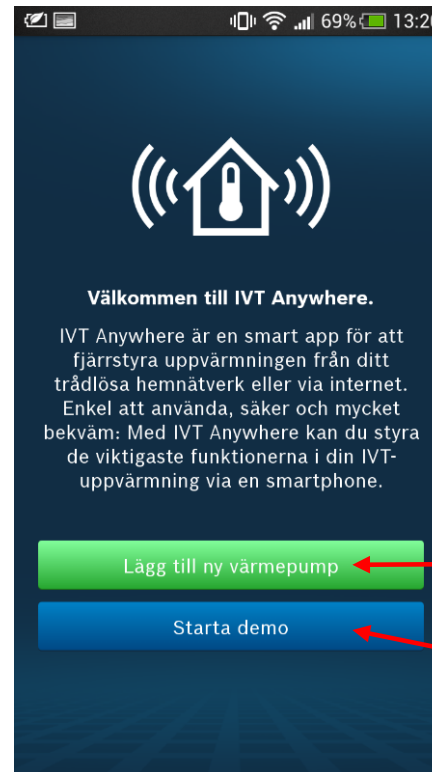 69% 13:20
Välkommen till IVT Anywhere.
IVT Anywhere är en smart app för att
fjärrstyra uppvärmningen från ditt
trådlösa hemnätverk eller via internet.
Enkel att använda, säker och mycket
bekväm: Med IVT Anywhere kan du styra
de viktigaste funktionerna i din IVT-
uppvärmning via en smartphone.
Lägg till ny värmepump
Starta demo